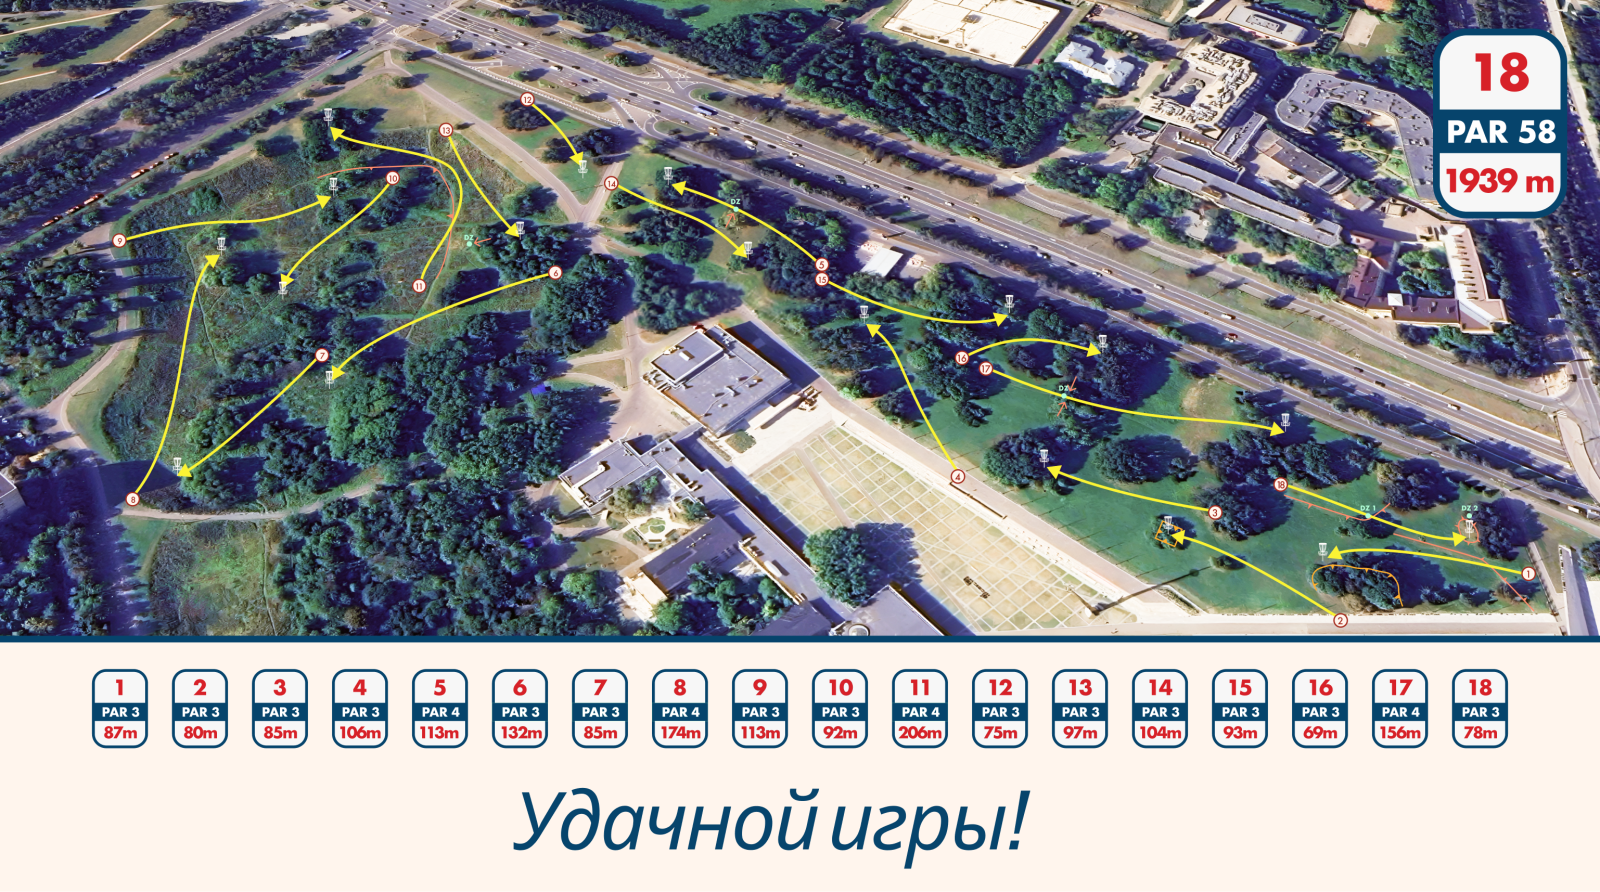 18
PAR 58
1939 m
12
13
10
14
9
DZ
DZ
5
6
15
11
7
16
17
DZ
4
8
18
3
DZ 1
DZ 2
1
2
1 2 3 4 5 6 7 8 9 10 11 12 13 14 15 16 17 18
PAR 3 PAR 3 PAR 3 PAR 3 PAR 4 PAR 3 PAR 3 PAR 4 PAR 3 PAR 3 PAR 4 PAR 3 PAR 3 PAR 3 PAR 3 PAR 3 PAR 4 PAR 3
87m 80m 85m 106m 113m 132m 85m 174m 113m 92m 206m 75m 97m 104m 93m 69m 156m 78m
Удачной игры!